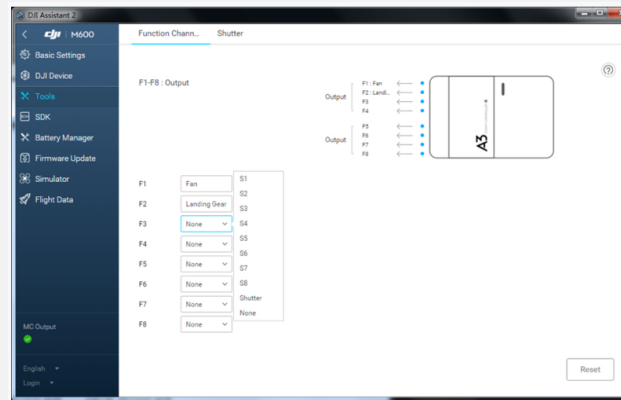 DJI Assistant 2
dji M600
Function Chann... Shutter
Basic Settings
DJI Device
Tools
SDK
Battery Manager
Firmware Update
Simulator
Flight Data
F1-F8 : Output
Output
F1 : Fan
F2 : Landi...
F3
F4
Output
F5
F6
F7
F8
A3
F1 Fan
F2 Landing Gear
F3 None
F4 None
F5 None
F6 None
F7 None
F8 None
S1
S2
S3
S4
S5
S6
S7
S8
Shutter
None
MC Output
English
Login
Reset